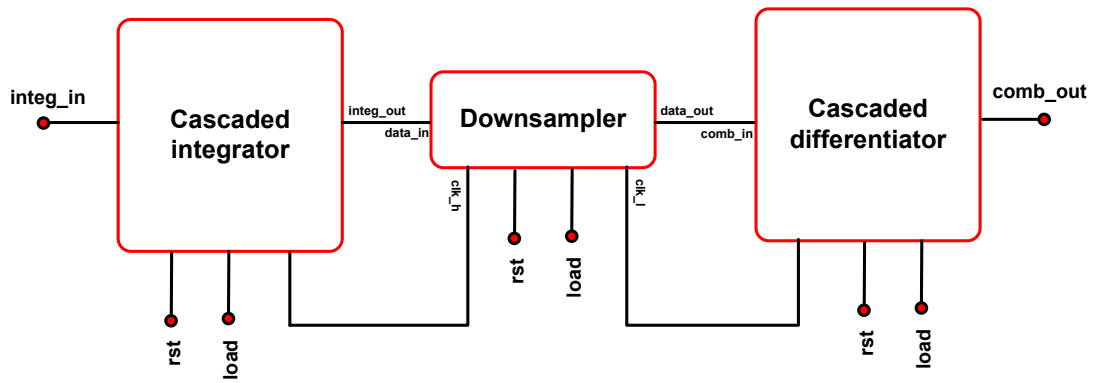 integ_in
Cascaded
integrator
integ_out
data_in
Downsampler
data_out
comb_in
Cascaded
differentiator
comb_out
clk_h
clk_l
rst
load
rst
load
rst
load